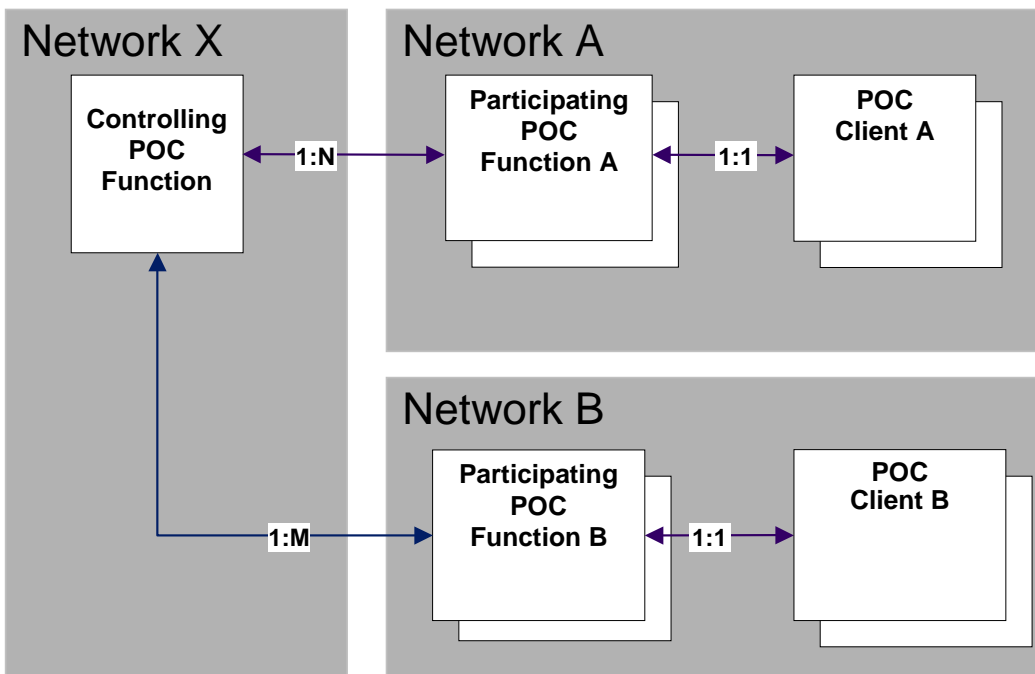 Network X
Controlling
POC
Function
1:N
Network A
Participating
POC
Function A
1:1
POC
Client A
Network B
Participating
POC
Function B
1:M
1:1
POC
Client B